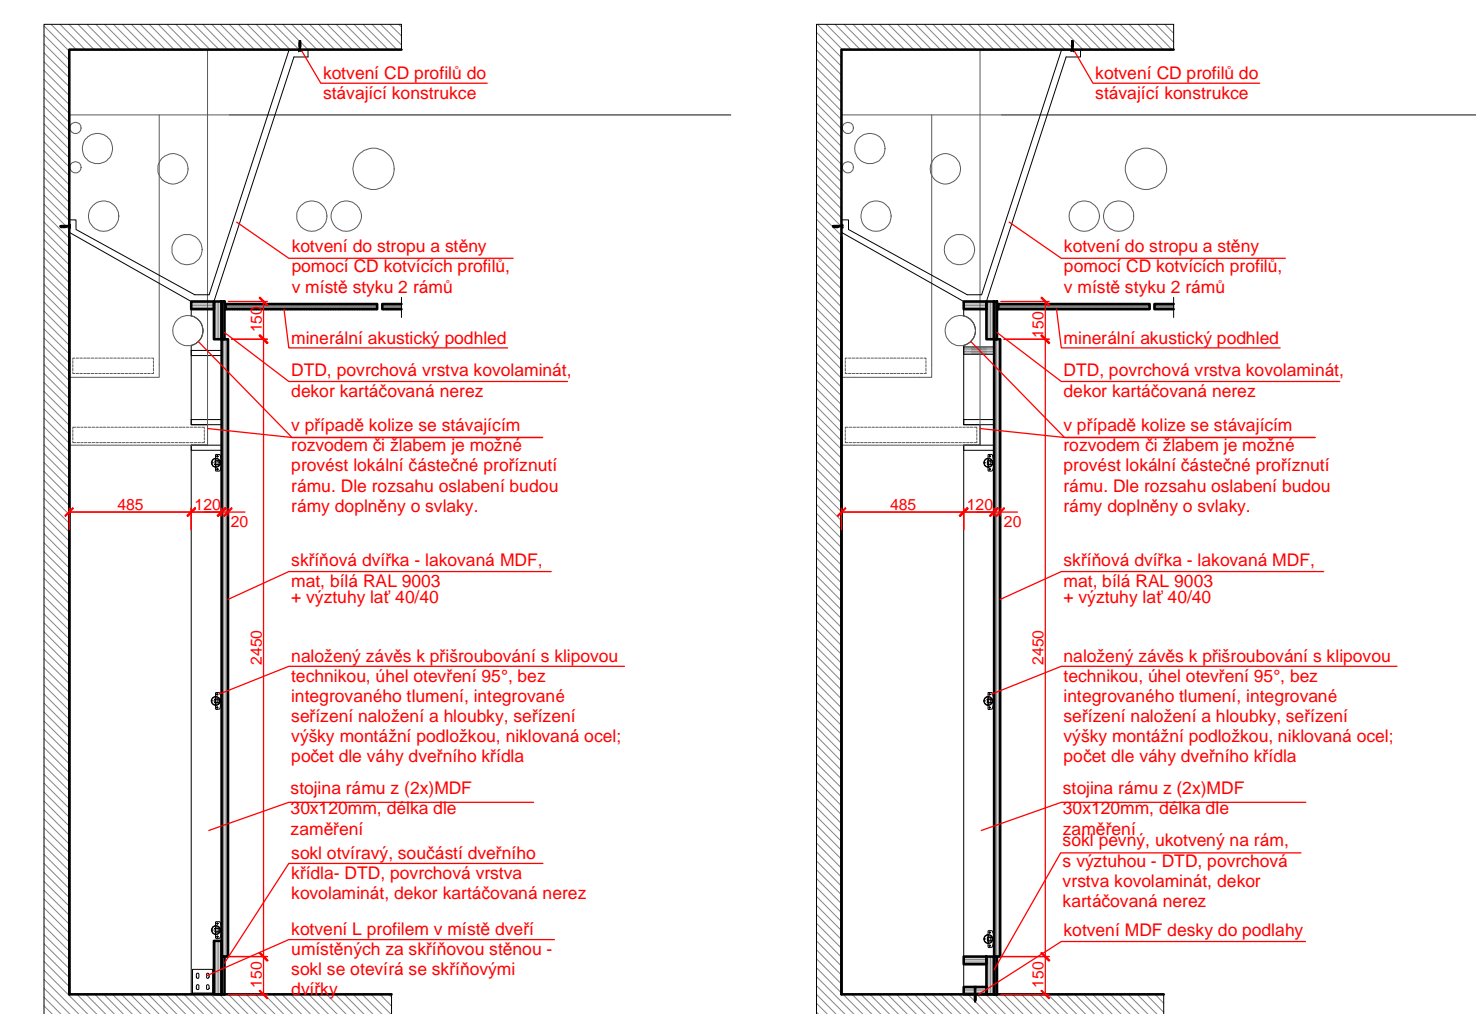 kotvení CD profilů do
stávající konstrukce
kotvení do stropu a stěny
pomocí CD kotvících profilů,
v místě styku 2 rámů
150
minerální akustický podhled
DTD, povrchová vrstva kovolaminát,
dekor kartáčovaná nerez
v případě kolize se stávajícím
rozvodem či žlabem je možné
provést lokální částečné proříznutí
rámu. Dle rozsahu oslabení budou
rámy doplněny o svlaky.
485
120
20
skříňová dvířka - lakovaná MDF,
mat, bílá RAL 9003
+ výztuhy lať 40/40
2450
naložený závěs k přišroubování s klipovou
technikou, úhel otevření 95°, bez
integrovaného tlumení, integrované
seřízení naložení a hloubky, seřízení
výšky montážní podložkou, niklovaná ocel;
počet dle váhy dveřního křídla
stojina rámu z (2x)MDF
30x120mm, délka dle
zaměření
sokl otvíravý, součástí dveřního
křídla- DTD, povrchová vrstva
kovolaminát, dekor kartáčovaná nerez
kotvení L profilem v místě dveří
umístěných za skříňovou stěnou -
sokl se otevírá se skříňovými
dvířky
150
kotvení CD profilů do
stávající konstrukce
kotvení do stropu a stěny
pomocí CD kotvících profilů,
v místě styku 2 rámů
150
minerální akustický podhled
DTD, povrchová vrstva kovolaminát,
dekor kartáčovaná nerez
v případě kolize se stávajícím
rozvodem či žlabem je možné
provést lokální částečné proříznutí
rámu. Dle rozsahu oslabení budou
rámy doplněny o svlaky.
485
120
20
skříňová dvířka - lakovaná MDF,
mat, bílá RAL 9003
+ výztuhy lať 40/40
2450
naložený závěs k přišroubování s klipovou
technikou, úhel otevření 95°, bez
integrovaného tlumení, integrované
seřízení naložení a hloubky, seřízení
výšky montážní podložkou, niklovaná ocel;
počet dle váhy dveřního křídla
stojina rámu z (2x)MDF
30x120mm, délka dle
zaměření
sokl pevný, ukotvený na rám,
s výztuhou - DTD, povrchová
vrstva kovolaminát, dekor
kartáčovaná nerez
kotvení MDF desky do podlahy
150